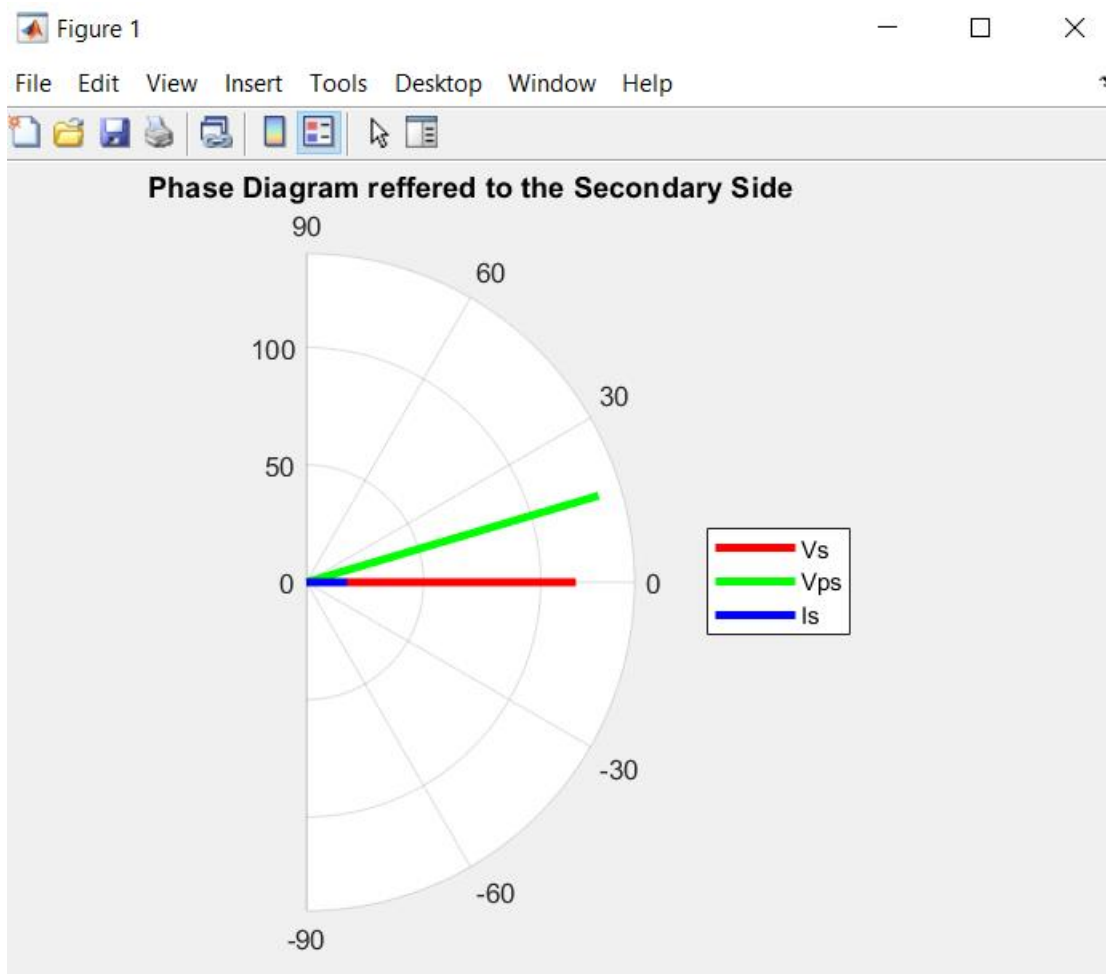 Figure 1
File Edit View Insert Tools Desktop Window Help
Phase Diagram reffered to the Secondary Side
90
60
100
30
50
0
0
-30
-60
-90
Vs
Vps
Is